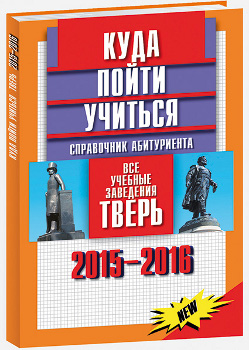 КУДА ПОЙТИ УЧИТЬСЯ ТВЕРЬ 2015-2016
КУДА
ПОЙТИ
УЧИТЬСЯ
СПРАВОЧНИК АБИТУРИЕНТА
ВСЕ
УЧЕБНЫЕ
ЗАВЕДЕНИЯ
ТВЕРЬ
2015-2016
NEW